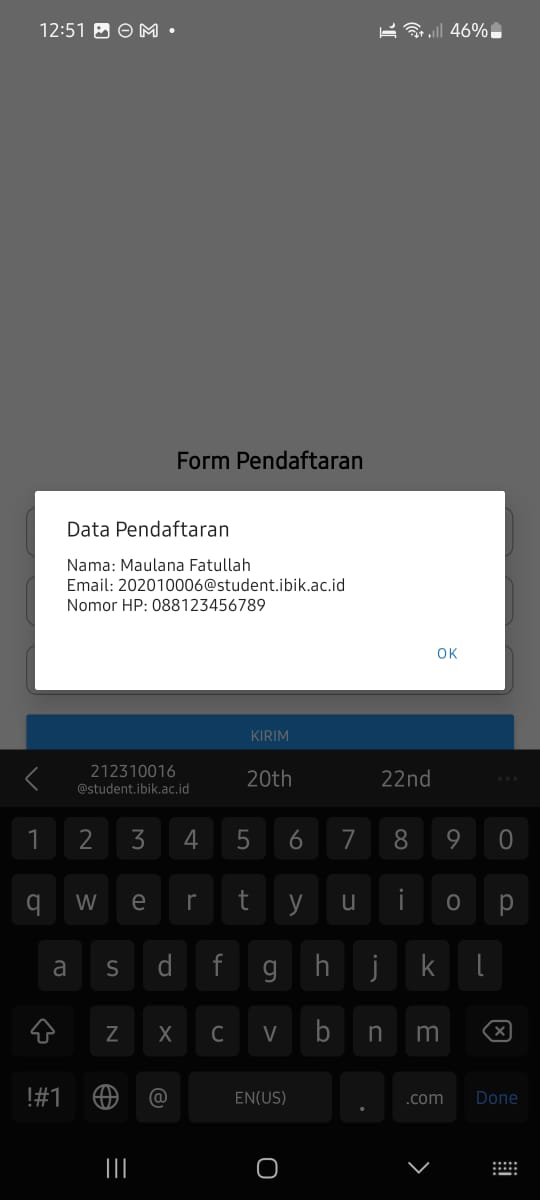 12:51 46%
Form Pendaftaran
Data Pendaftaran
Nama: Maulana Fatullah
Email: 202010006@student.ibik.ac.id
Nomor HP: 088123456789
OK
KIRIM
212310016
@student.ibik.ac.id
20th 22nd
1 2 3 4 5 6 7 8 9 0
q w e r t y u i o p
a s d f g h j k l
z x c v b n m
!#1 @ EN(US) . .com Done